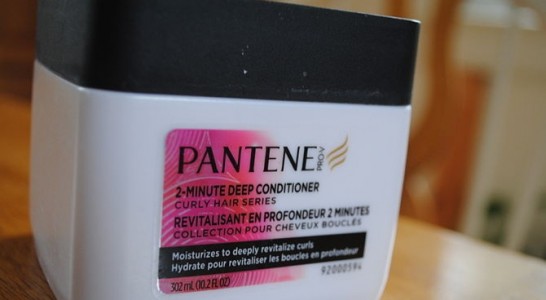 PANTENE PRO-V
2-MINUTE DEEP CONDITIONER
CURLY HAIR SERIES
REVITALISANT EN PROFONDEUR 2 MINUTES
COLLECTION POUR CHEVEUX BOUCLÉS
Moisturizes to deeply revitalize curls
Hydrate pour revitaliser les boucles en profondeur
92000594
302 mL (10.2 FL OZ)